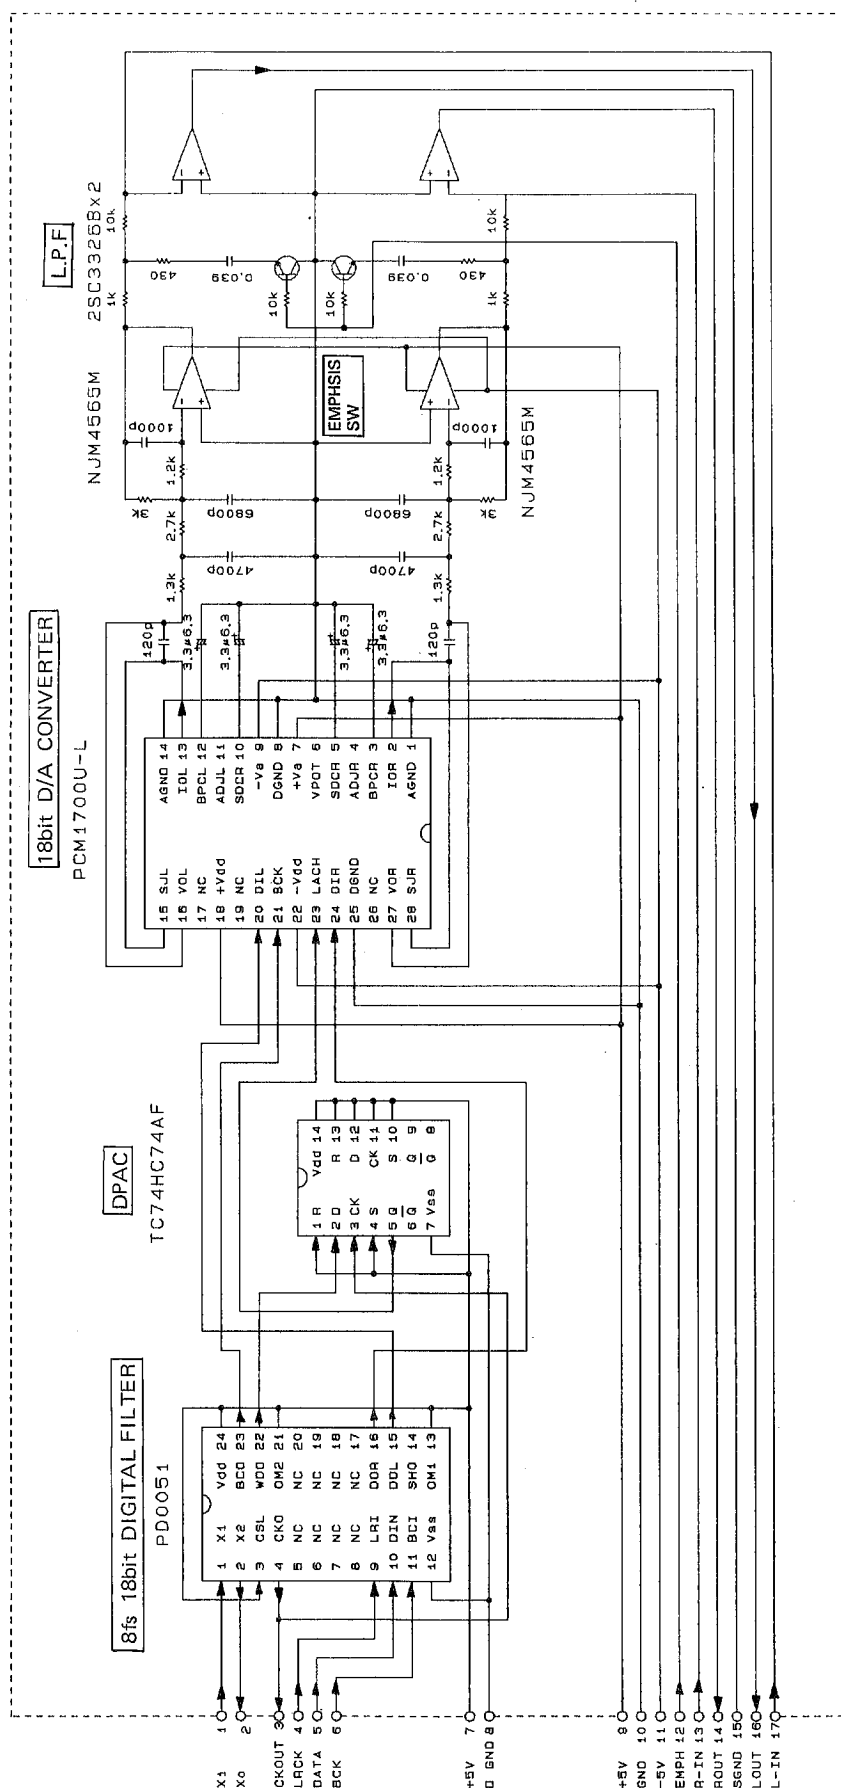 L.P.F
2SC3326Bx2
10k
10k
430
0.039
0.039
430
1k
10k
10k
1k
EMPHSIS
SW
NJM4565M
NJM4565M
1000p
1000p
1.2k
1.2k
3k
6800p
6800p
3k
2.7k
2.7k
4700p
4700p
1.3k
1.3k
120p
3.3μ6.3
3.3μ6.3
3.3μ6.3
3.3μ6.3
120p
18bit D/A CONVERTER
PCM1700U-L
AGND 14
IOL 13
BPCL 12
ADJL 11
SDCR 10
-Va 9
DGND 8
+Va 7
VPOT 6
SDCR 5
ADJR 4
BPCR 3
IOR 2
AGND 1
15 SJL
16 VOL
17 NC
18 +Vdd
19 NC
20 DIL
21 BCK
22 -Vdd
23 LACH
24 DIR
25 DGND
26 NC
27 VOR
28 SJR
DPAC
TC74HC74AF
Vdd 14
R 13
D 12
CK 11
S 10
Q 9
Q 8
1 R
2 D
3 CK
4 S
5 Q
6 Q
7 Vss
8fs 18bit DIGITAL FILTER
PD0051
Vdd 24
BCO 23
WDO 22
OM2 21
NC 20
NC 19
NC 18
NC 17
DOR 16
DOL 15
SHO 14
OM1 13
1 X1
2 X2
3 CSL
4 CKO
5 NC
6 NC
7 NC
8 NC
9 LRI
10 DIN
11 BCI
12 Vss
Xi 1
Xo 2
CKOUT 3
LRCK 4
DATA 5
BCK 6
+5V 7
D GND 8
+5V 9
GND 10
-5V 11
EMPH 12
R-IN 13
ROUT 14
SGND 15
LOUT 16
L-IN 17